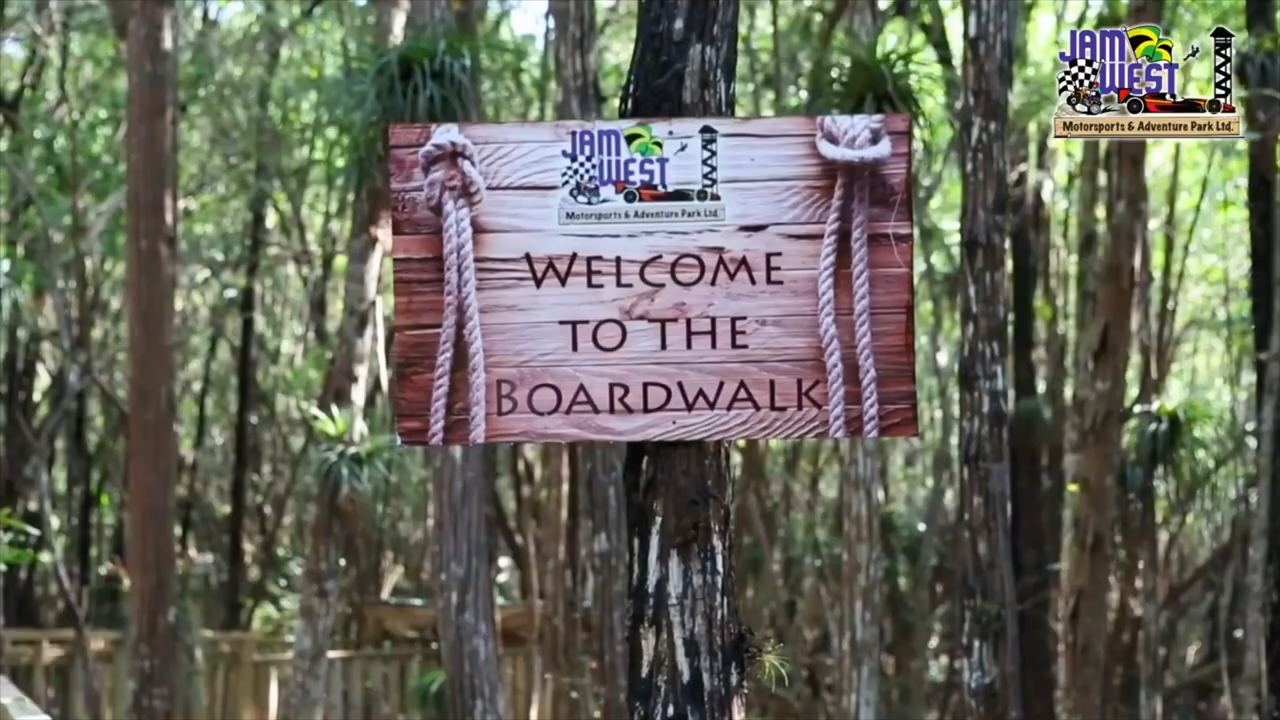 JAM
WEST
Motorsports & Adventure Park Ltd.
JAM
WEST
Motorsports & Adventure Park Ltd.
WELCOME
TO THE
BOARDWALK